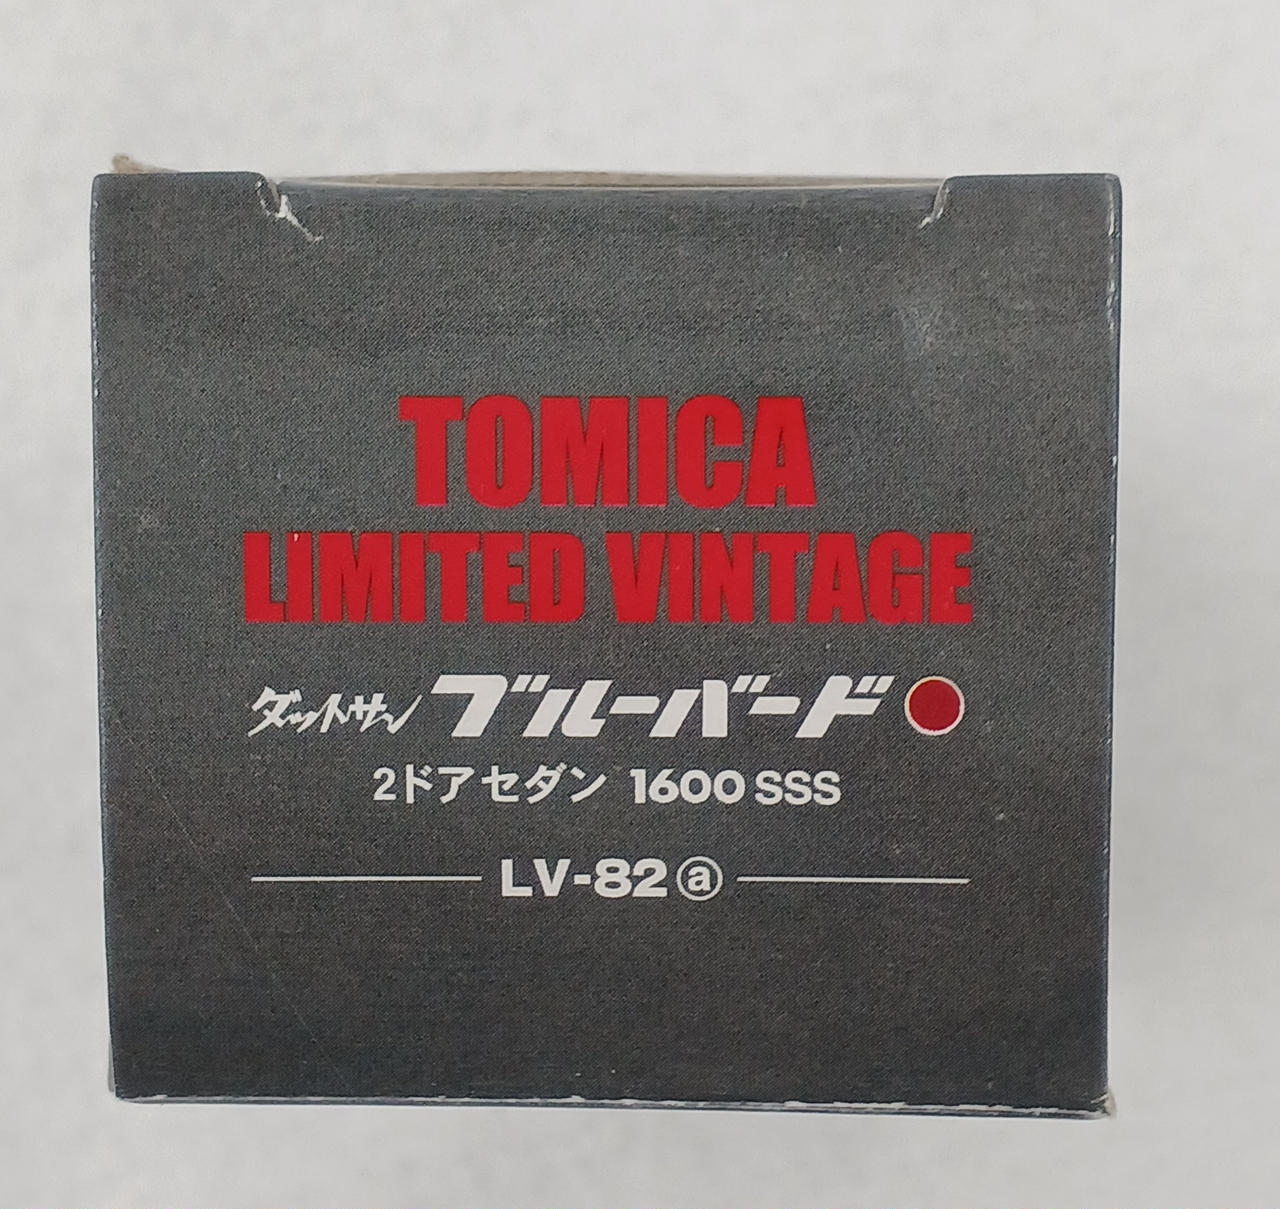 TOMICA
LIMITED VINTAGE
ダットサン ブルーバード
2ドアセダン 1600 SSS
LV-82 ⓐ